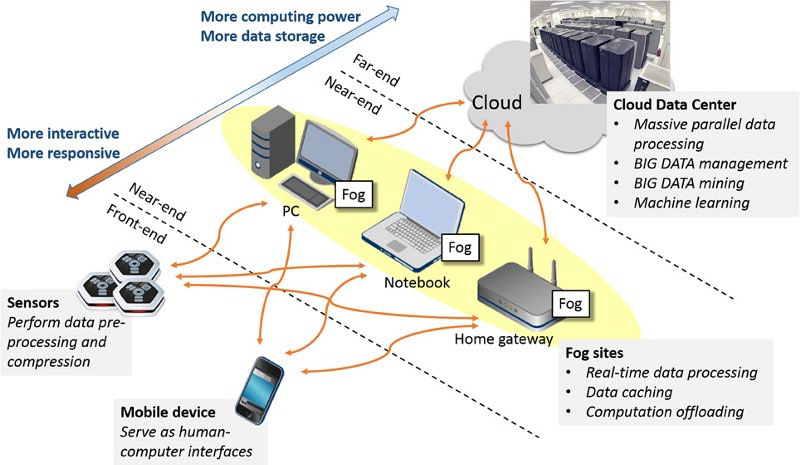 More computing power
More data storage
Far-end
Near-end
Cloud
Cloud Data Center
• Massive parallel data
processing
• BIG DATA management
• BIG DATA mining
• Machine learning
More interactive
More responsive
Near-end
Front-end
Fog
PC
Fog
Notebook
Fog
Home gateway
Sensors
Perform data pre-
processing and
compression
Fog sites
• Real-time data processing
• Data caching
• Computation offloading
Mobile device
Serve as human-
computer interfaces